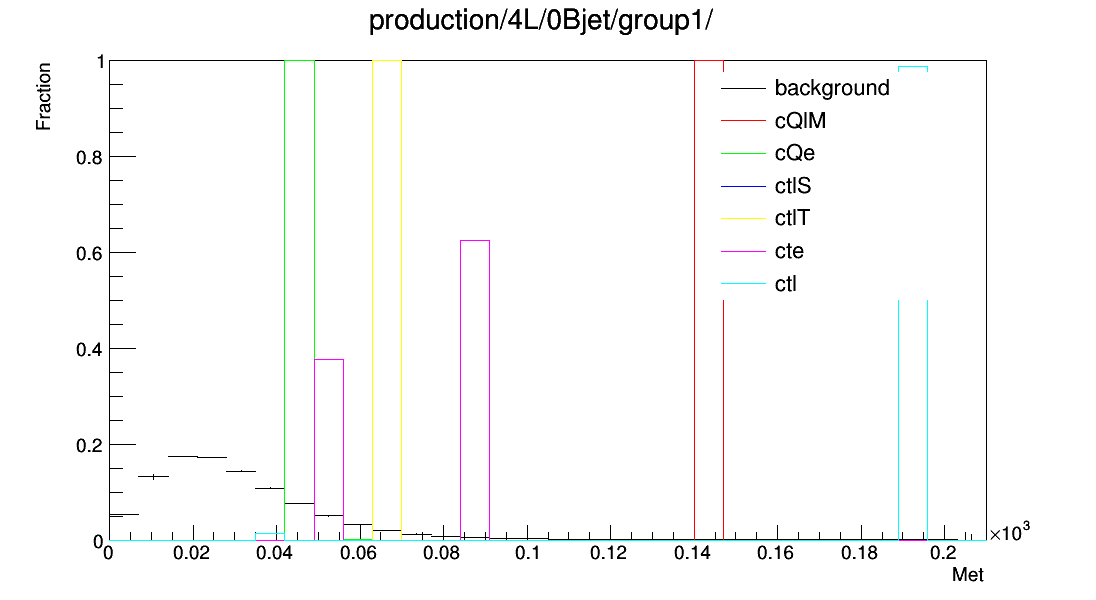 production/4L/0Bjet/group1/
Fraction
1
0.8
0.6
0.4
0.2
0
background
cQlM
cQe
ctlS
ctlT
cte
ctl
0 0.02 0.04 0.06 0.08 0.1 0.12 0.14 0.16 0.18 0.2
×10³
Met